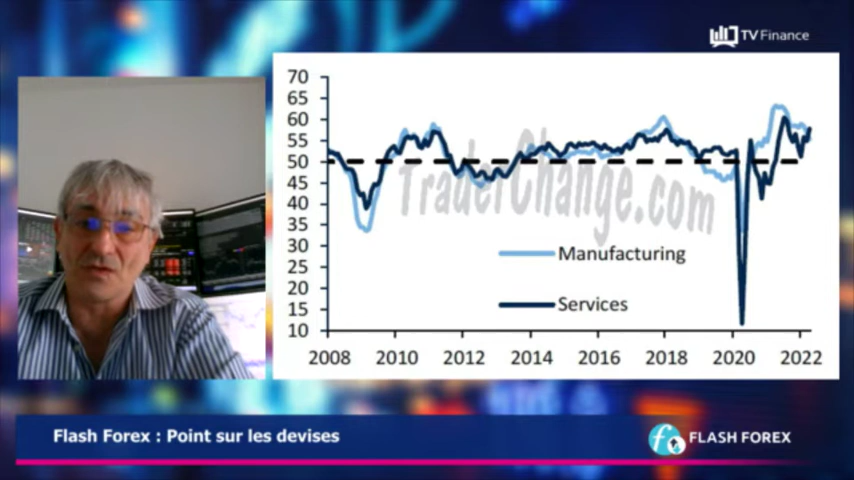 TV Finance
70
65
60
55
50
45
40
35
30
25
20
15
10
TraderChange.com
Manufacturing
Services
2008 2010 2012 2014 2016 2018 2020 2022
Flash Forex : Point sur les devises
FLASH FOREX